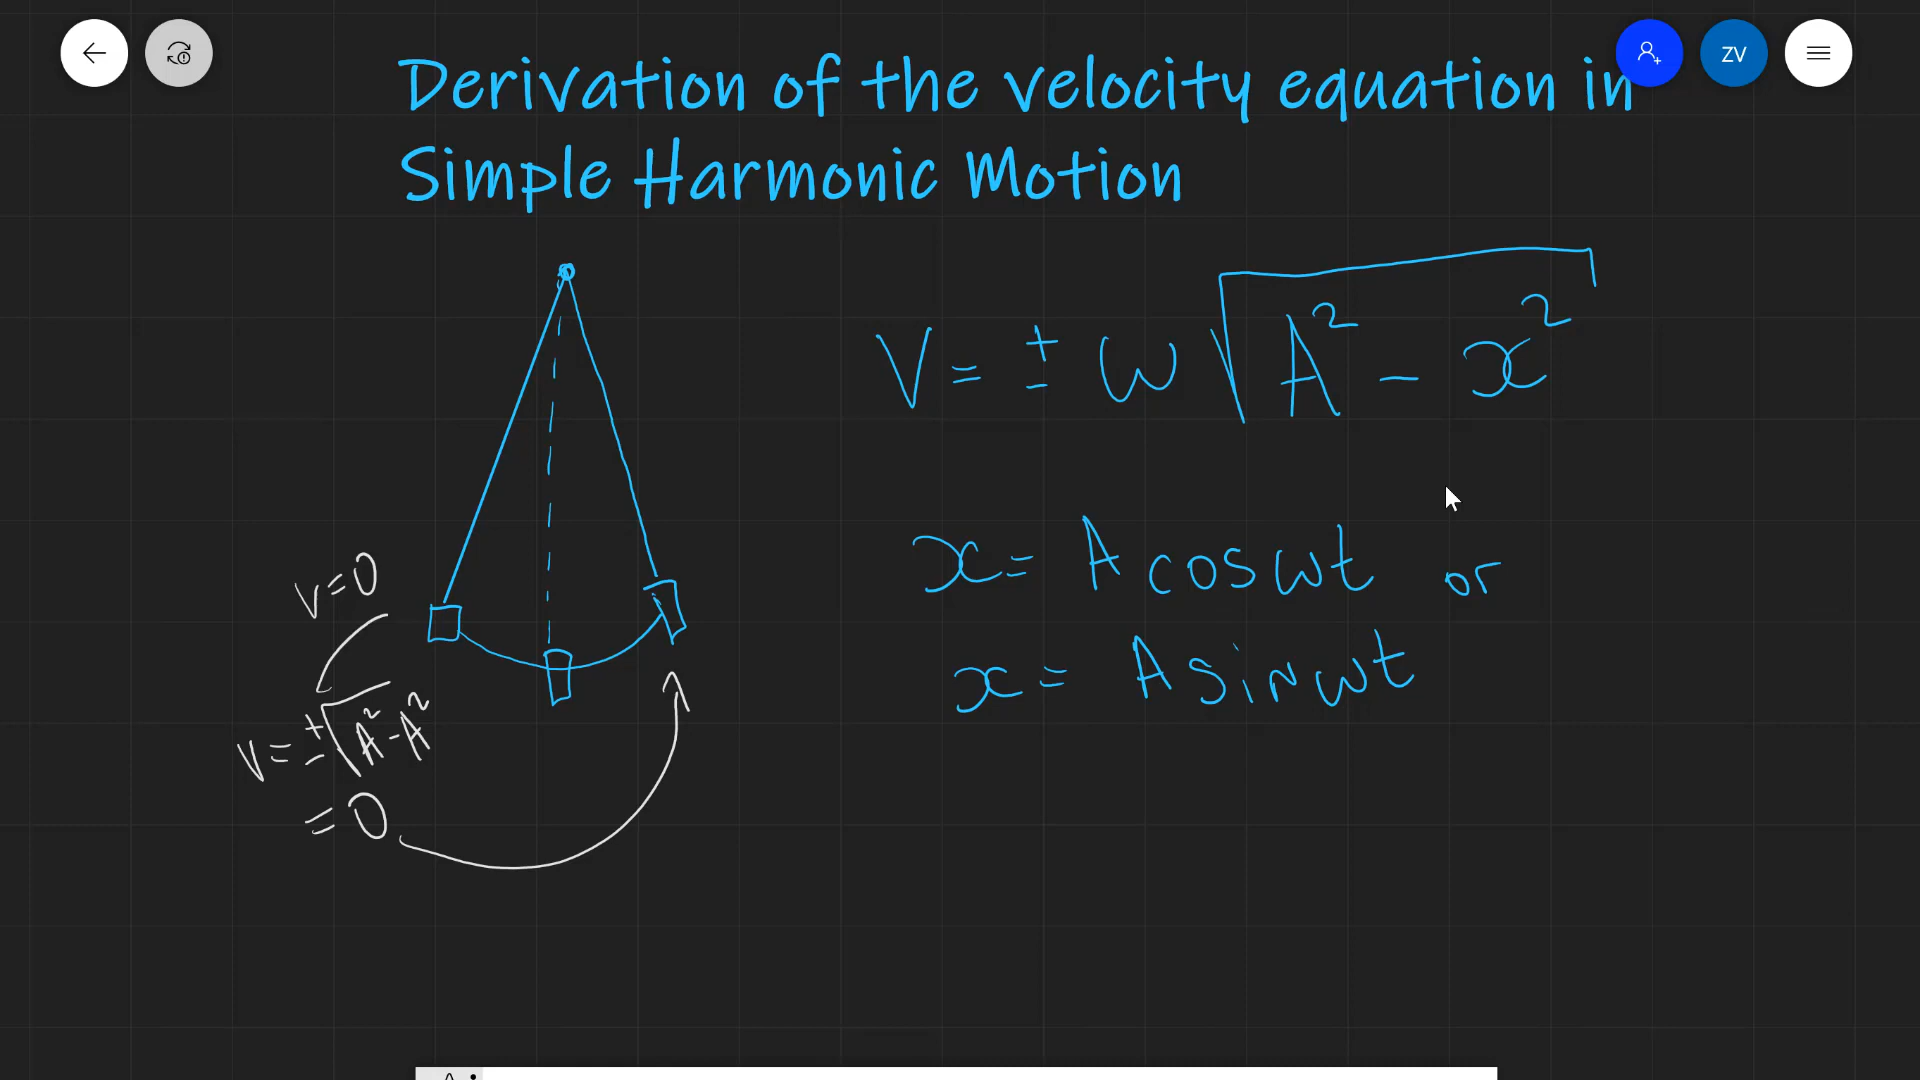 ZV
Derivation of the velocity equation in
Simple Harmonic Motion
V = ± ω √A² - x²
x = A cos ωt or
x = A sin ωt
v = 0
v = ± √A² - A²
= 0